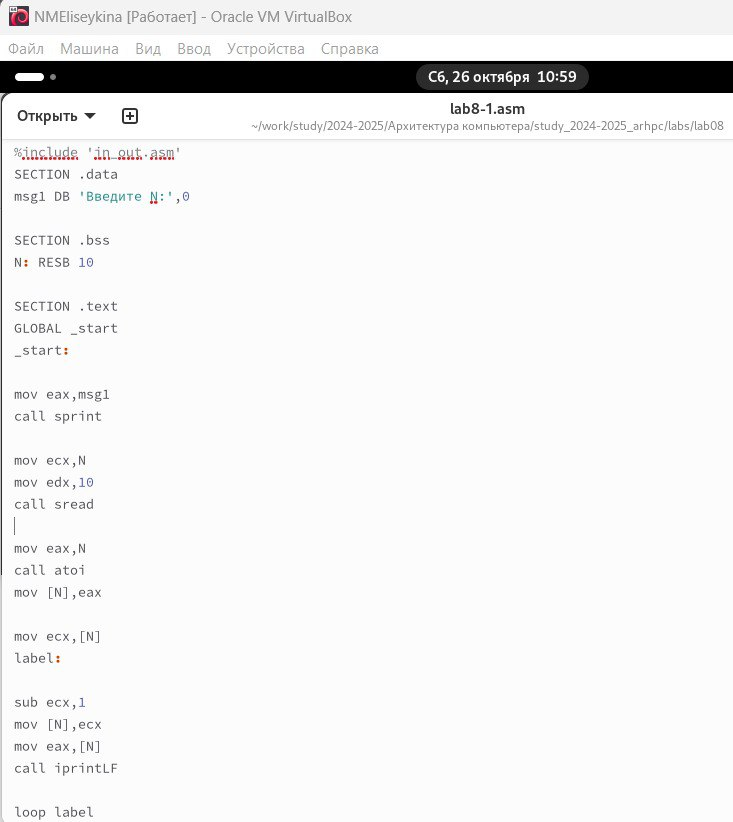 NMEliseykina [Работает] - Oracle VM VirtualBox
Файл Машина Вид Ввод Устройства Справка
Сб, 26 октября 10:59
Открыть
lab8-1.asm
~/work/study/2024-2025/Архитектура компьютера/study_2024-2025_arhpc/labs/lab08
%include 'in_out.asm'
SECTION .data
msg1 DB 'Введите N:',0
SECTION .bss
N: RESB 10
SECTION .text
GLOBAL _start
_start:
mov eax,msg1
call sprint
mov ecx,N
mov edx,10
call sread
mov eax,N
call atoi
mov [N],eax
mov ecx,[N]
label:
sub ecx,1
mov [N],ecx
mov eax,[N]
call iprintLF
loop label